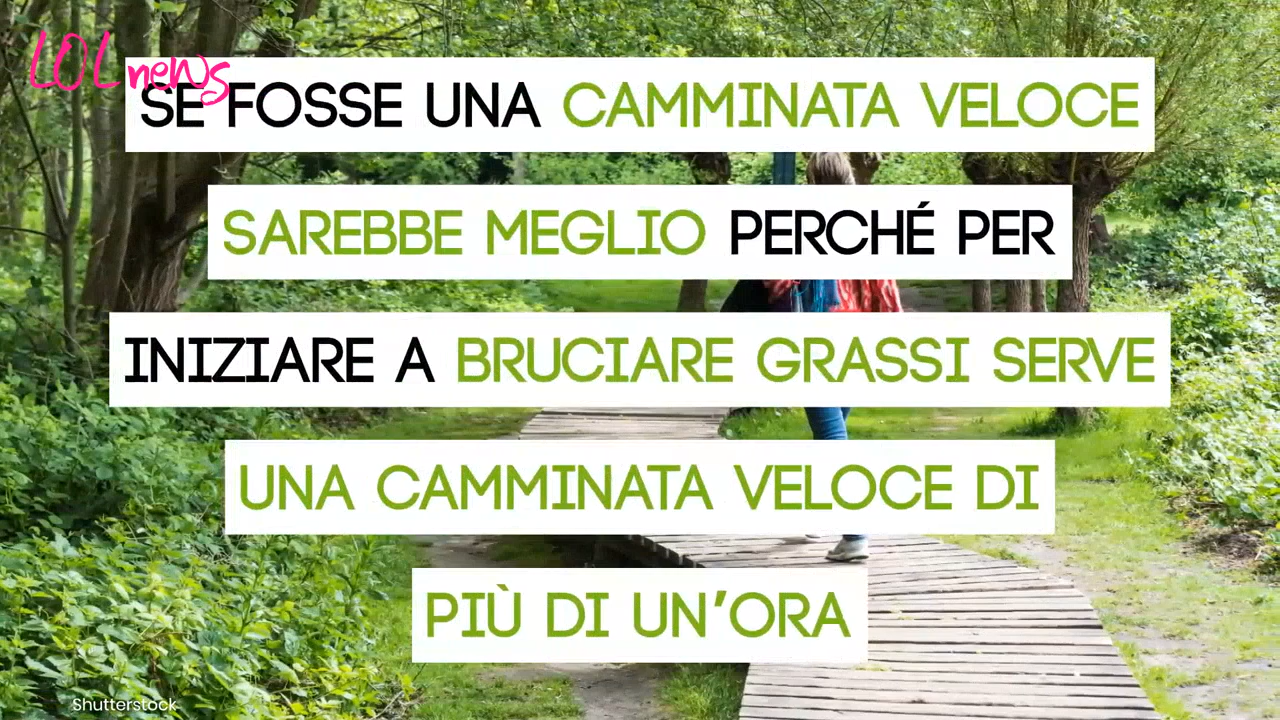 LOL news
SE FOSSE UNA CAMMINATA VELOCE
SAREBBE MEGLIO PERCHÉ PER
INIZIARE A BRUCIARE GRASSI SERVE
UNA CAMMINATA VELOCE DI
PIÙ DI UN'ORA
Shutterstock